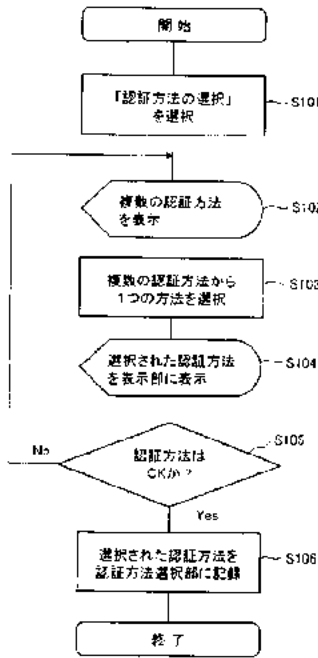 開始
「認証方法の選択」
を選択
S101
複数の認証方法
を表示
S102
複数の認証方法から
1つの方法を選択
S103
選択された認証方法
を表示部に表示
S104
No
認証方法は
OKか?
S105
Yes
選択された認証方法を
認証方法選択部に記録
S106
終了